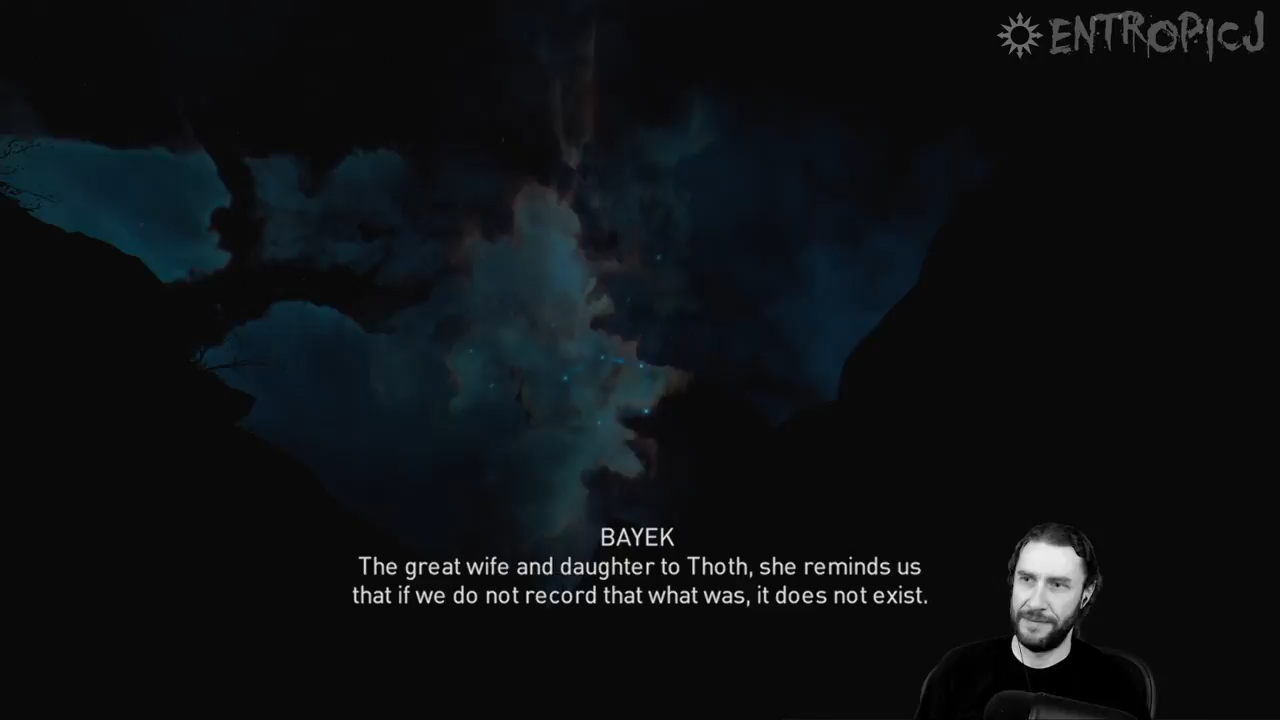 ENTROPICJ
BAYEK
The great wife and daughter to Thoth, she reminds us
that if we do not record that what was, it does not exist.